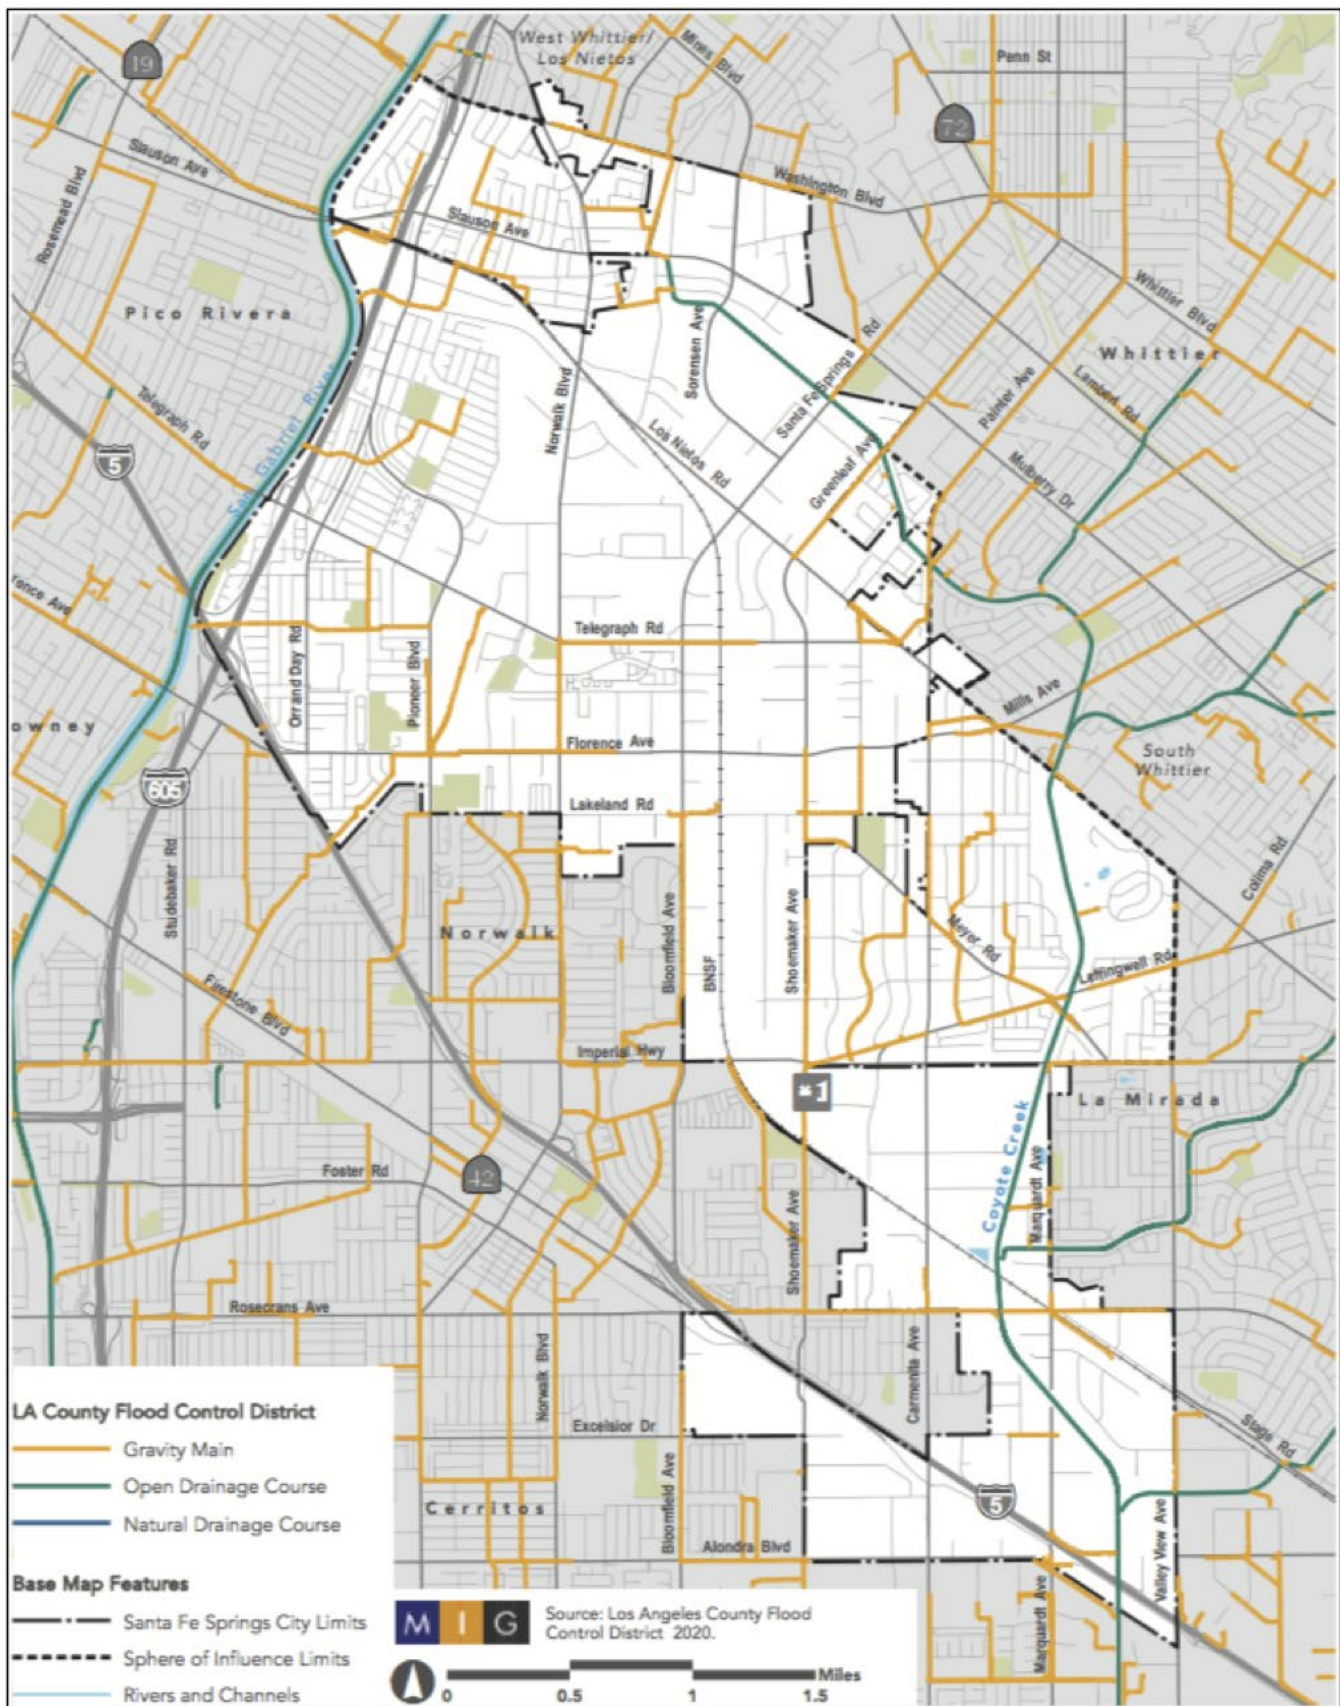 West Whittier/
Los Nietos
Mines Blvd
Penn St
19
72
Slauson Ave
Rosemead Blvd
Washington Blvd
Slauson Ave
Pico Rivera
Whittier Blvd
Whittier
Sorensen Ave
Santa Fe Springs Rd
Painter Ave
Lambert Rd
Telegraph Rd
Norwalk Blvd
Los Nietos Rd
Greenleaf Ave
Mulberry Dr
5
San Gabriel River
Telegraph Rd
Orr and Day Rd
Pioneer Blvd
Mills Ave
Florence Ave
South
Whittier
605
Lakeland Rd
Studebaker Rd
Norwalk
Bloomfield Ave
BNSF
Shoemaker Ave
Meyer Rd
Colima Rd
Leffingwell Rd
Firestone Blvd
Imperial Hwy
*1
La Mirada
Coyote Creek
Marquardt Ave
Foster Rd
42
Shoemaker Ave
Rosecrans Ave
Norwalk Blvd
Carmenita Ave
Excelsior Dr
Stage Rd
5
Cerritos
Bloomfield Ave
Alondra Blvd
Valley View Ave
Marquardt Ave
LA County Flood Control District
Gravity Main
Open Drainage Course
Natural Drainage Course
Base Map Features
Santa Fe Springs City Limits
Sphere of Influence Limits
Rivers and Channels
M I G
Source: Los Angeles County Flood
Control District 2020.
0 0.5 1 1.5 Miles